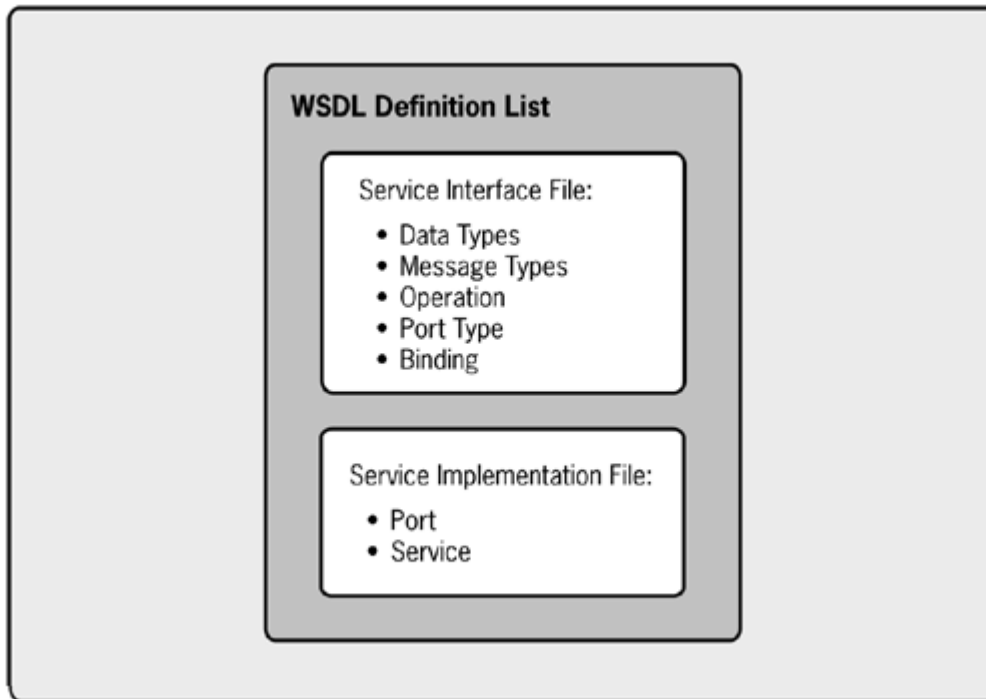 WSDL Definition List
Service Interface File:
• Data Types
• Message Types
• Operation
• Port Type
• Binding
Service Implementation File:
• Port
• Service